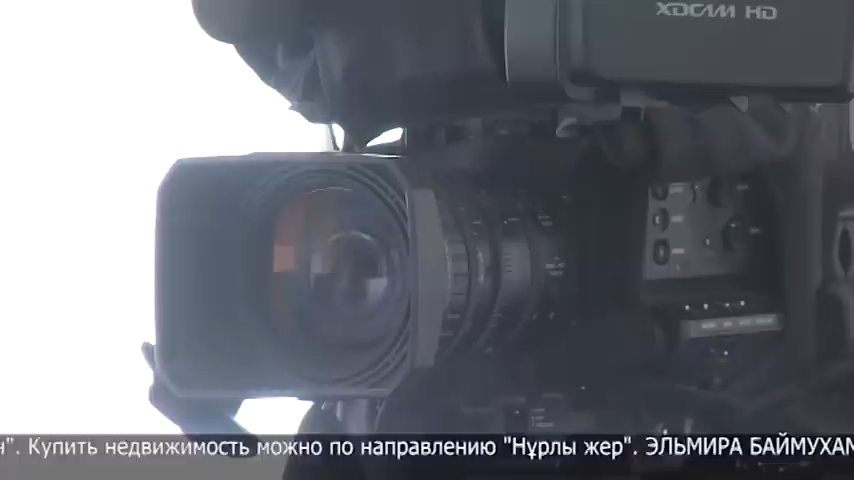 XDCAM HD
н". Купить недвижимость можно по направлению "Нұрлы жер". ЭЛЬМИРА БАЙМУХАМ